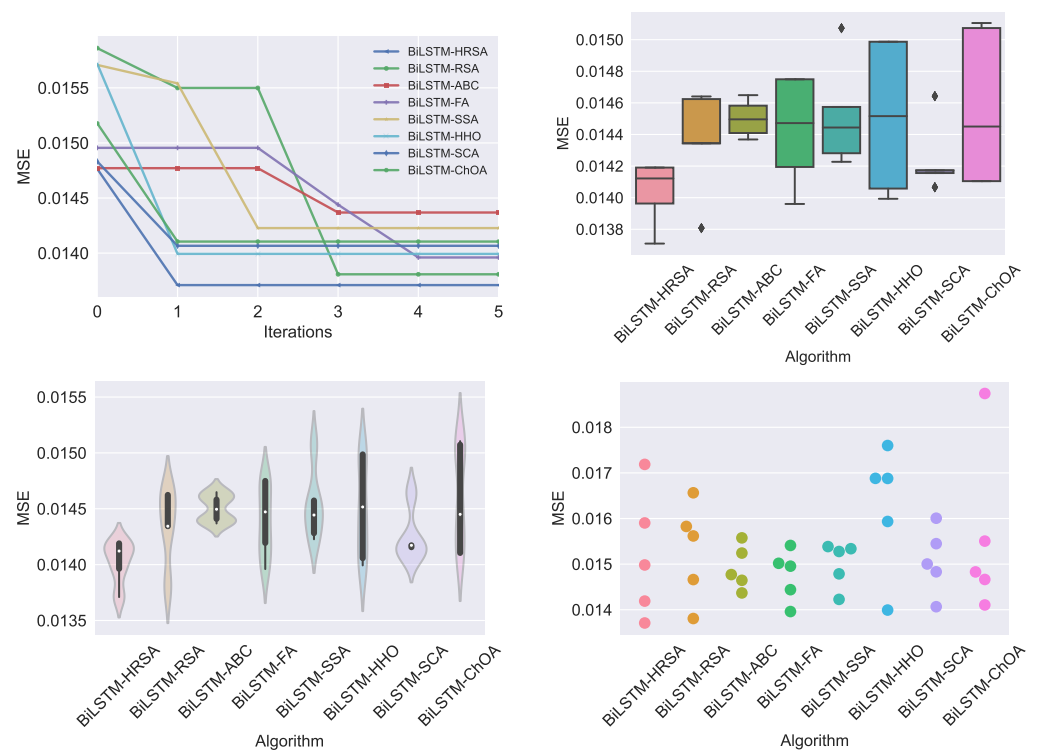 MSE
0.0155
0.0150
0.0145
0.0140
0
1
2
3
4
5
Iterations
BiLSTM-HRSA
BiLSTM-RSA
BiLSTM-ABC
BiLSTM-FA
BiLSTM-SSA
BiLSTM-HHO
BiLSTM-SCA
BiLSTM-ChOA
MSE
0.0150
0.0148
0.0146
0.0144
0.0142
0.0140
0.0138
BiLSTM-HRSA
BiLSTM-RSA
BiLSTM-ABC
BiLSTM-FA
BiLSTM-SSA
BiLSTM-HHO
BiLSTM-SCA
BiLSTM-ChOA
Algorithm
MSE
0.0155
0.0150
0.0145
0.0140
0.0135
BiLSTM-HRSA
BiLSTM-RSA
BiLSTM-ABC
BiLSTM-FA
BiLSTM-SSA
BiLSTM-HHO
BiLSTM-SCA
BiLSTM-ChOA
Algorithm
MSE
0.018
0.017
0.016
0.015
0.014
BiLSTM-HRSA
BiLSTM-RSA
BiLSTM-ABC
BiLSTM-FA
BiLSTM-SSA
BiLSTM-HHO
BiLSTM-SCA
BiLSTM-ChOA
Algorithm